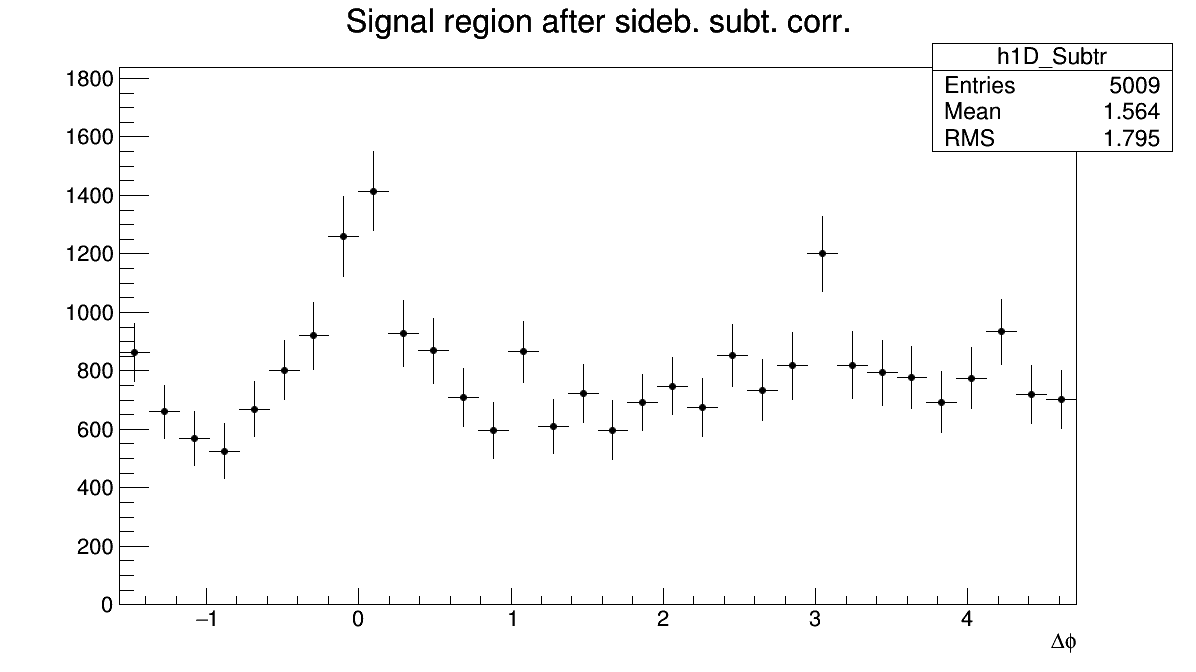 Signal region after sideb. subt. corr.
h1D_Subtr
Entries 5009
Mean 1.564
RMS 1.795
1800
1600
1400
1200
1000
800
600
400
200
0
−1 0 1 2 3 4
Δϕ